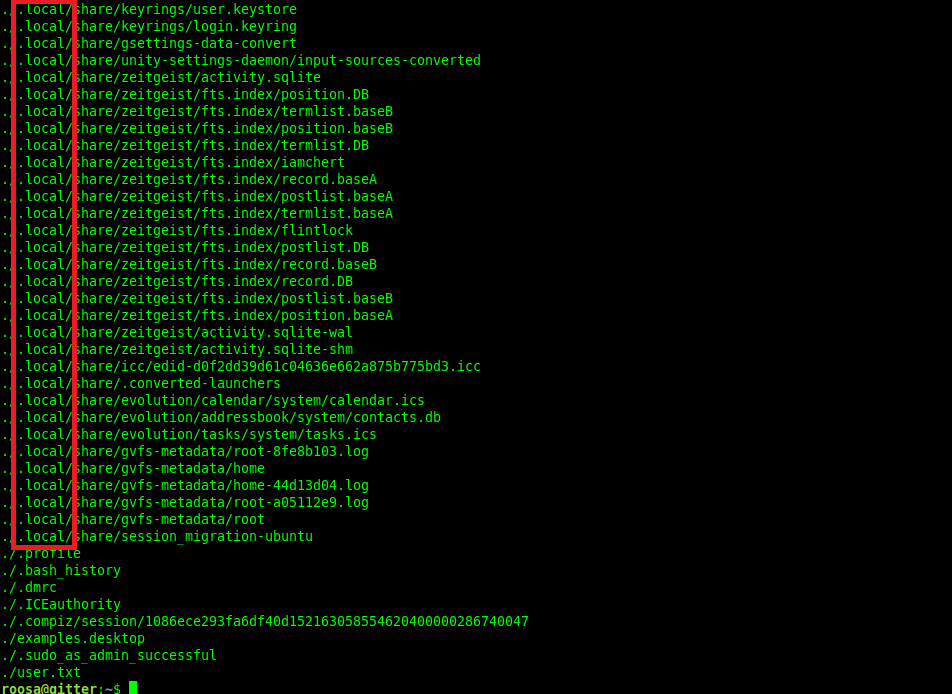 ./.local/share/keyrings/user.keystore
./.local/share/keyrings/login.keyring
./.local/share/gsettings-data-convert
./.local/share/unity-settings-daemon/input-sources-converted
./.local/share/zeitgeist/activity.sqlite
./.local/share/zeitgeist/fts.index/position.DB
./.local/share/zeitgeist/fts.index/termlist.baseB
./.local/share/zeitgeist/fts.index/position.baseB
./.local/share/zeitgeist/fts.index/termlist.DB
./.local/share/zeitgeist/fts.index/iamchert
./.local/share/zeitgeist/fts.index/record.baseA
./.local/share/zeitgeist/fts.index/postlist.baseA
./.local/share/zeitgeist/fts.index/termlist.baseA
./.local/share/zeitgeist/fts.index/flintlock
./.local/share/zeitgeist/fts.index/postlist.DB
./.local/share/zeitgeist/fts.index/record.baseB
./.local/share/zeitgeist/fts.index/record.DB
./.local/share/zeitgeist/fts.index/postlist.baseB
./.local/share/zeitgeist/fts.index/position.baseA
./.local/share/zeitgeist/activity.sqlite-wal
./.local/share/zeitgeist/activity.sqlite-shm
./.local/share/icc/edid-d0f2dd39d61c04636e662a875b775bd3.icc
./.local/share/.converted-launchers
./.local/share/evolution/calendar/system/calendar.ics
./.local/share/evolution/addressbook/system/contacts.db
./.local/share/evolution/tasks/system/tasks.ics
./.local/share/gvfs-metadata/root-8fe8b103.log
./.local/share/gvfs-metadata/home
./.local/share/gvfs-metadata/home-44d13d04.log
./.local/share/gvfs-metadata/root-a05112e9.log
./.local/share/gvfs-metadata/root
./.local/share/session_migration-ubuntu
./.profile
./.bash_history
./.dmrc
./.ICEauthority
./.compiz/session/1086ece293fa6df40d152163058554620400000286740047
./examples.desktop
./.sudo_as_admin_successful
./user.txt
roosa@gitter:~$